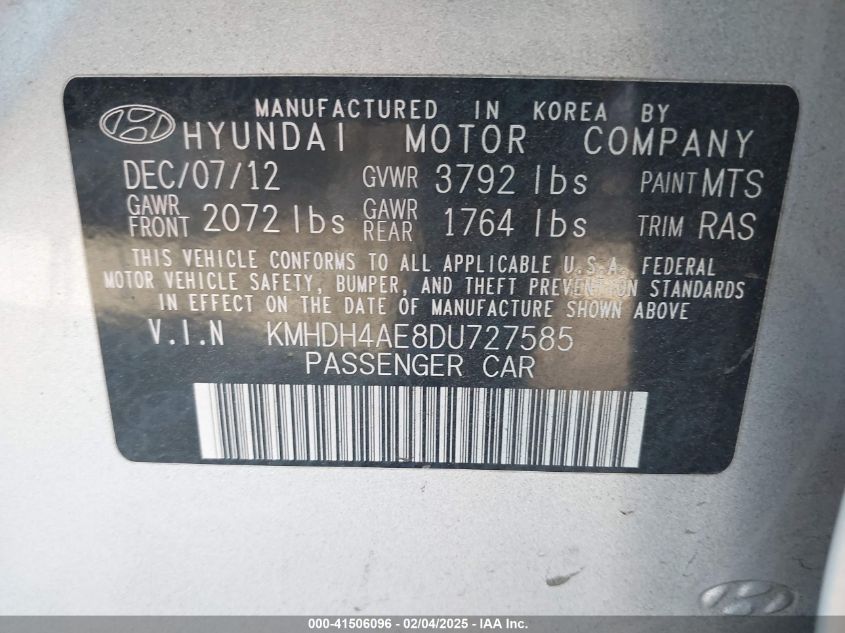 MANUFACTURED IN KOREA BY
HYUNDAI MOTOR COMPANY
DEC/07/12 GVWR 3792 lbs PAINT MTS
GAWR FRONT 2072 lbs GAWR REAR 1764 lbs TRIM RAS
THIS VEHICLE CONFORMS TO ALL APPLICABLE U.S.A. FEDERAL
MOTOR VEHICLE SAFETY, BUMPER, AND THEFT PREVENTION STANDARDS
IN EFFECT ON THE DATE OF MANUFACTURE SHOWN ABOVE
V.I.N KMHDH4AE8DU727585
PASSENGER CAR
000-41506096 - 02/04/2025 - IAA Inc.